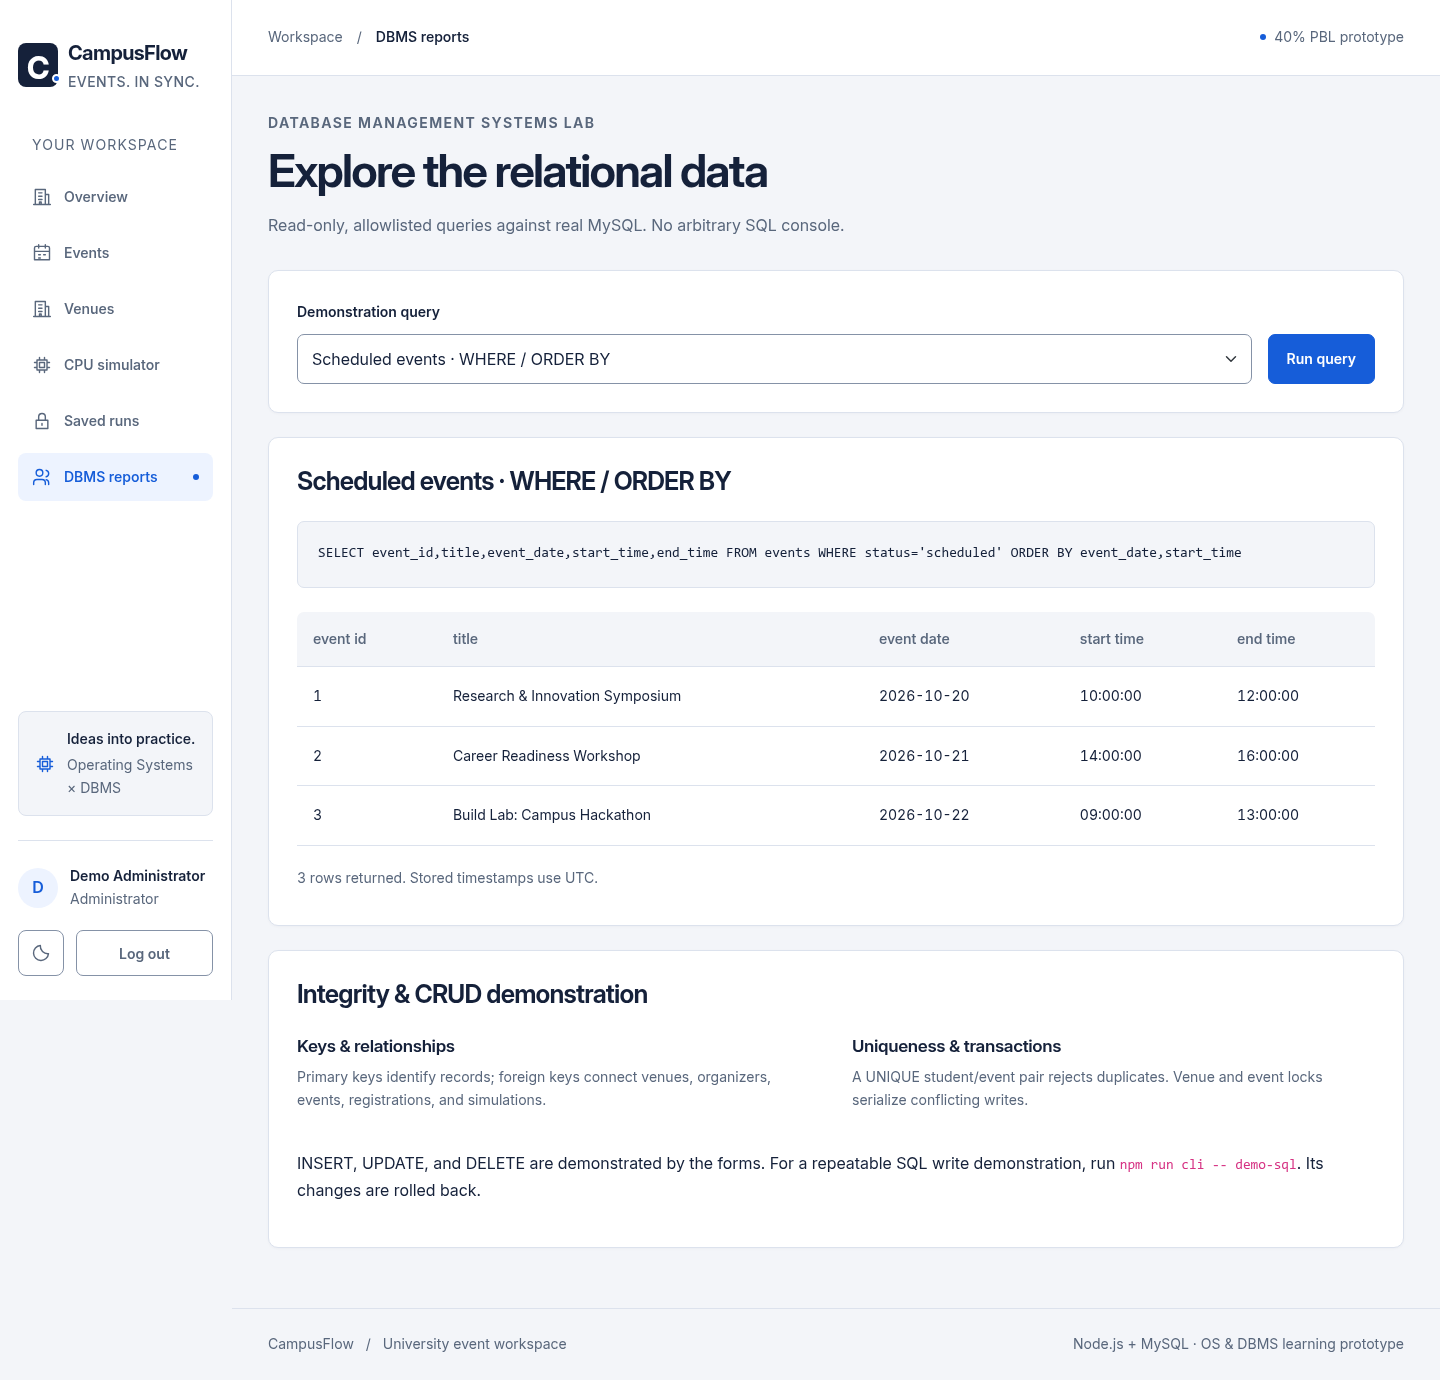 C
CampusFlow
EVENTS. IN SYNC.
YOUR WORKSPACE
Overview
Events
Venues
CPU simulator
Saved runs
DBMS reports
Ideas into practice.
Operating Systems
× DBMS
D
Demo Administrator
Administrator
Log out
Workspace / DBMS reports
40% PBL prototype
DATABASE MANAGEMENT SYSTEMS LAB
Explore the relational data
Read-only, allowlisted queries against real MySQL. No arbitrary SQL console.
Demonstration query
Scheduled events · WHERE / ORDER BY
Run query
Scheduled events · WHERE / ORDER BY
SELECT event_id,title,event_date,start_time,end_time FROM events WHERE status='scheduled' ORDER BY event_date,start_time
event id title event date start time end time
1 Research & Innovation Symposium 2026-10-20 10:00:00 12:00:00
2 Career Readiness Workshop 2026-10-21 14:00:00 16:00:00
3 Build Lab: Campus Hackathon 2026-10-22 09:00:00 13:00:00
3 rows returned. Stored timestamps use UTC.
Integrity & CRUD demonstration
Keys & relationships
Primary keys identify records; foreign keys connect venues, organizers,
events, registrations, and simulations.
Uniqueness & transactions
A UNIQUE student/event pair rejects duplicates. Venue and event locks
serialize conflicting writes.
INSERT, UPDATE, and DELETE are demonstrated by the forms. For a repeatable SQL write demonstration, run npm run cli -- demo-sql. Its
changes are rolled back.
CampusFlow / University event workspace
Node.js + MySQL · OS & DBMS learning prototype